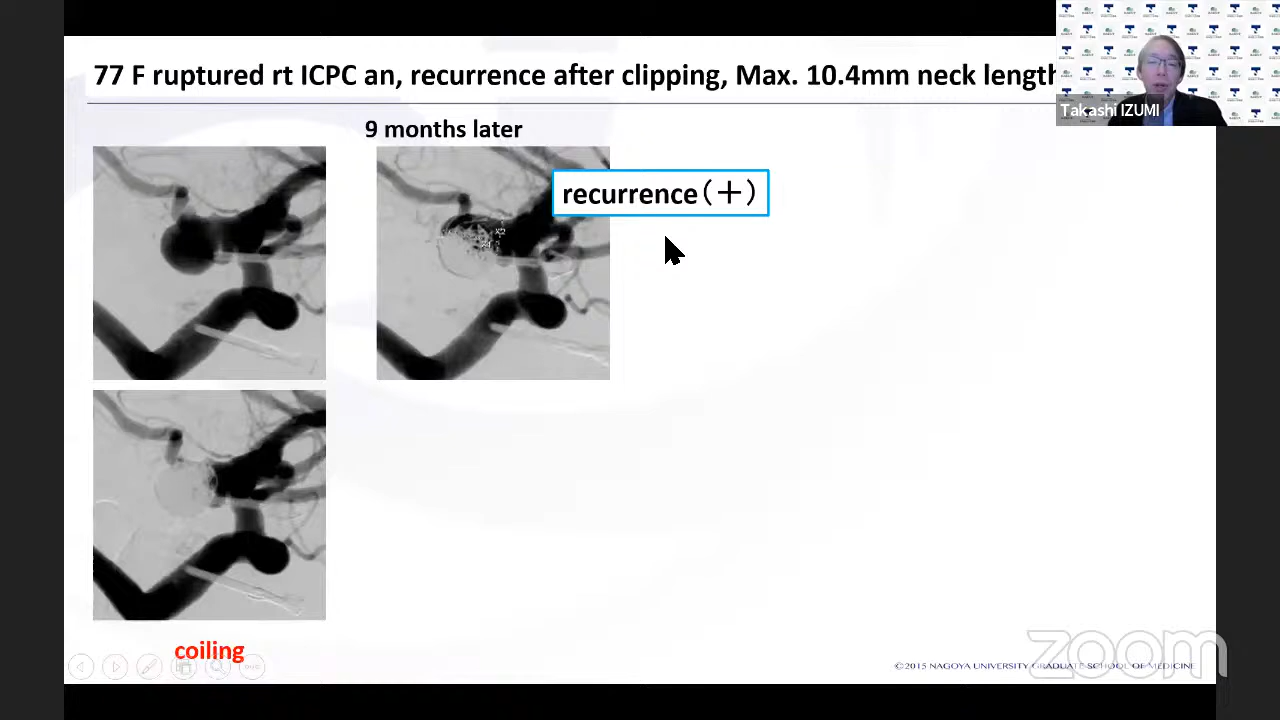 77 F ruptured rt ICPC an, recurrence after clipping, Max. 10.4mm neck length
Takashi IZUMI
9 months later
recurrence(＋)
coiling
©2015 NAGOYA UNIVERSITY GRADUATE SCHOOL OF MEDICINE
zoom